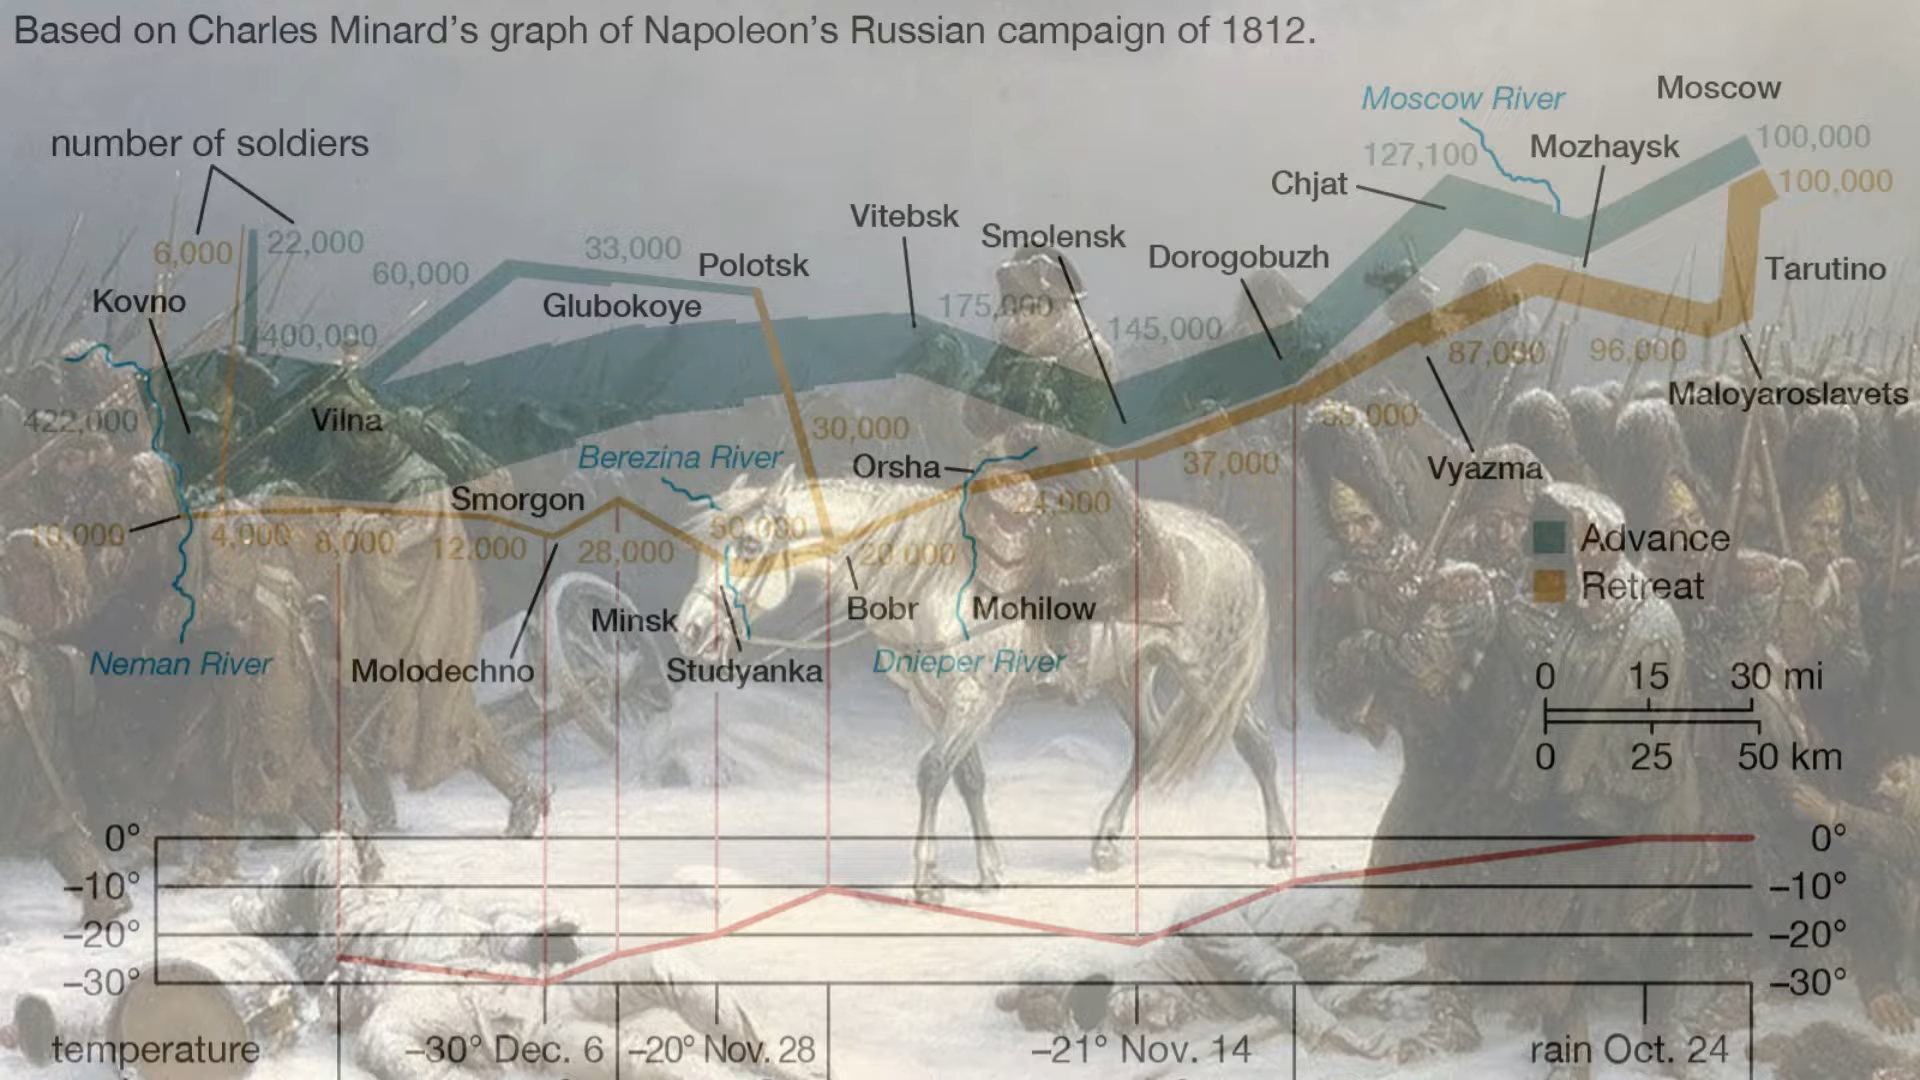 Based on Charles Minard's graph of Napoleon's Russian campaign of 1812.
Moscow
Moscow River
100,000
number of soldiers
127,100
Mozhaysk
100,000
Chjat
Vitebsk
Smolensk
6,000
22,000
33,000
Polotsk
Dorogobuzh
Tarutino
60,000
Kovno
Glubokoye
175,000
400,000
145,000
87,000
96,000
Maloyaroslavets
422,000
Vilna
30,000
55,000
Berezina River
Orsha
37,000
Vyazma
Smorgon
24,000
10,000
4,000
8,000
12,000
28,000
50,000
20,000
Advance
Retreat
Minsk
Bobr
Mohilow
Neman River
Molodechno
Studyanka
Dnieper River
0 15 30 mi
0 25 50 km
0° 0°
–10° –10°
–20° –20°
–30° –30°
temperature
–30° Dec. 6
–20° Nov. 28
–21° Nov. 14
rain Oct. 24